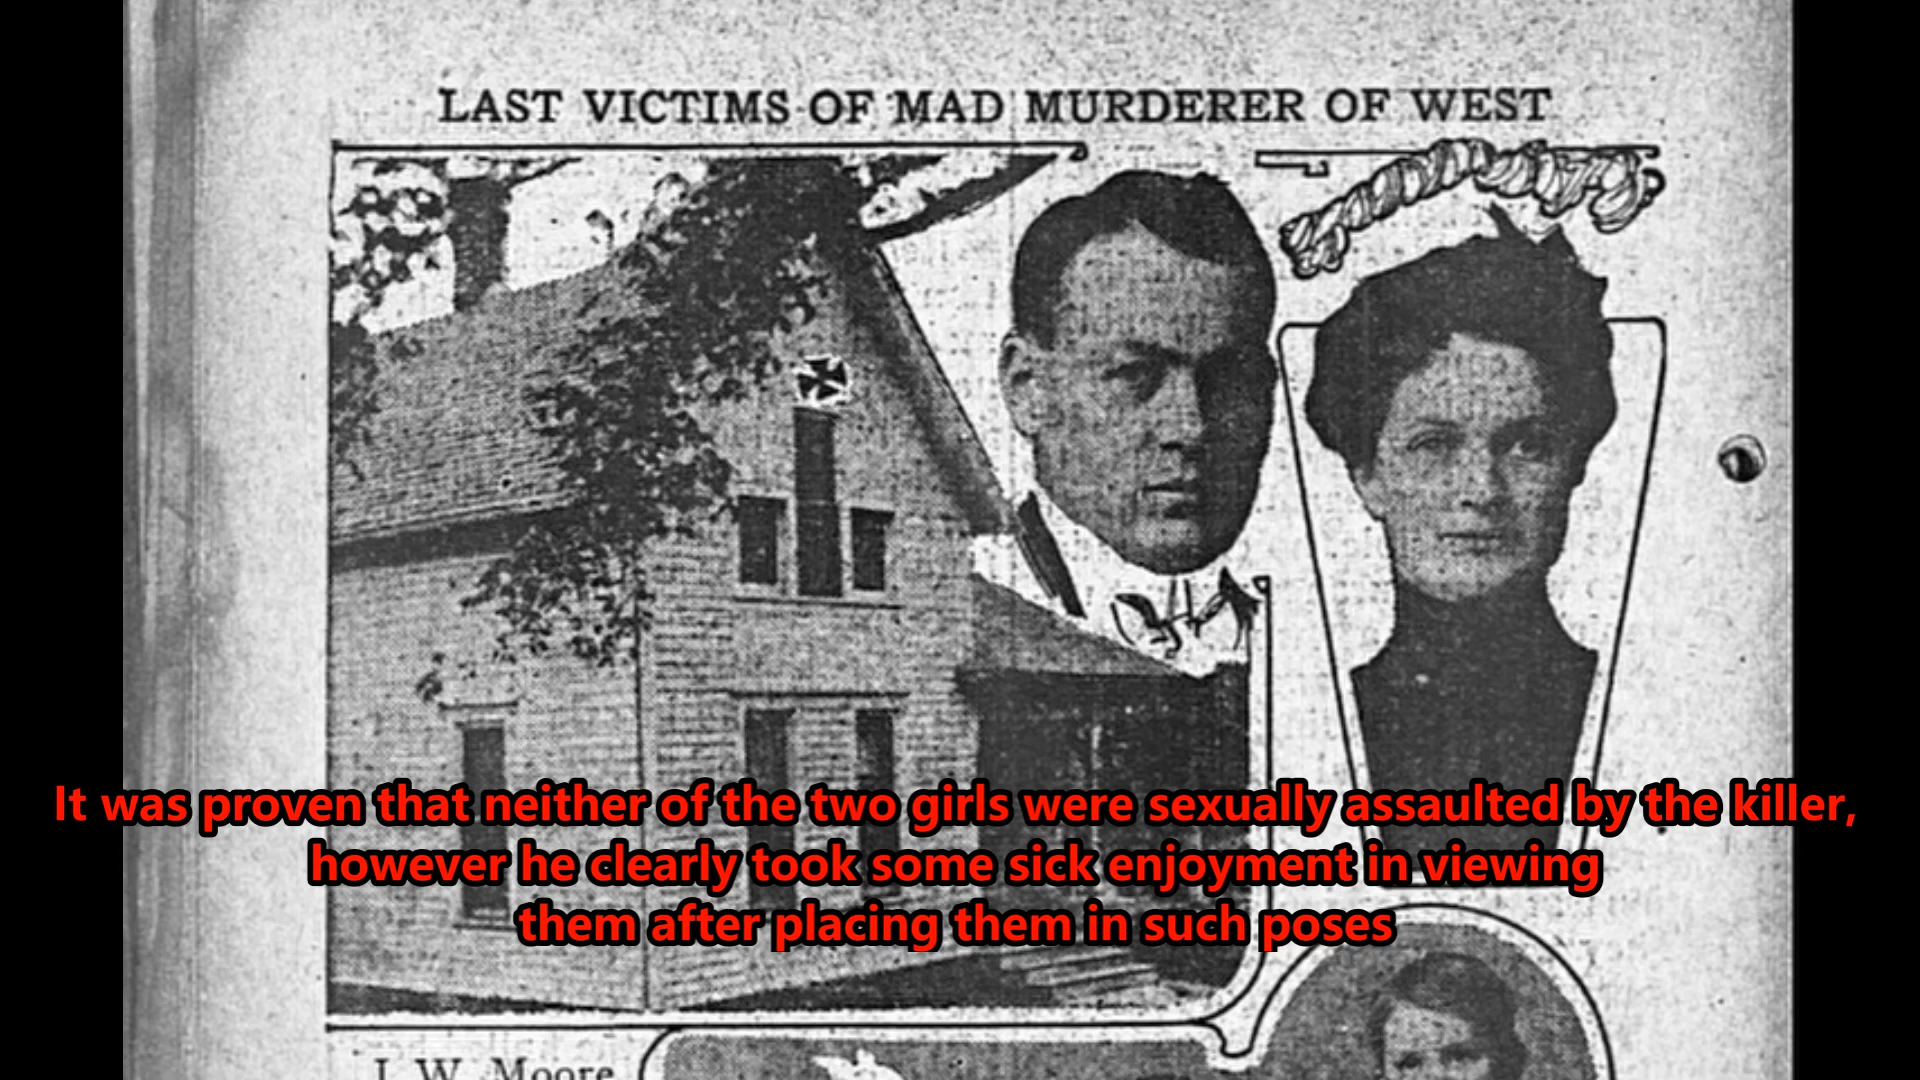 LAST VICTIMS OF MAD MURDERER OF WEST
It was proven that neither of the two girls were sexually assaulted by the killer,
however he clearly took some sick enjoyment in viewing
them after placing them in such poses
J. W. Moore